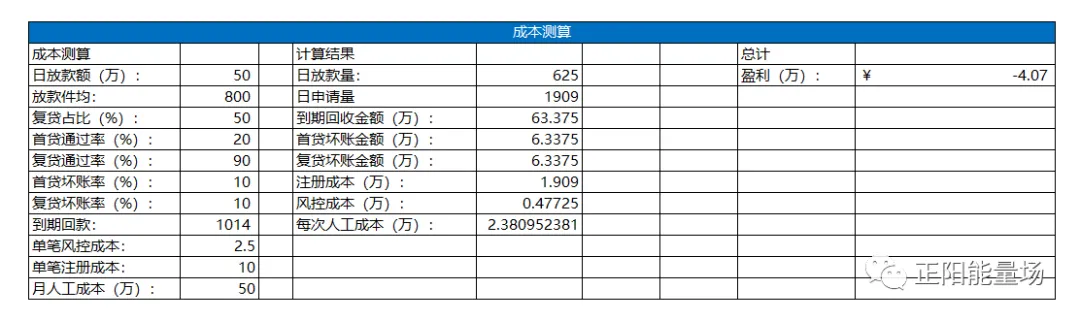 成本测算
成本测算 计算结果 总计
日放款额（万）： 50 日放款量： 625 盈利（万）： ¥ -4.07
放款件均： 800 日申请量 1909
复贷占比（%）： 50 到期回收金额（万）： 63.375
首贷通过率（%）： 20 首贷坏账金额（万）： 6.3375
复贷通过率（%）： 90 复贷坏账金额（万）： 6.3375
首贷坏账率（%）： 10 注册成本（万）： 1.909
复贷坏账率（%）： 10 风控成本（万）： 0.47725
到期回款： 1014 每次人工成本（万）： 2.380952381
单笔风控成本： 2.5
单笔注册成本： 10
月人工成本（万）： 50
正阳能量场